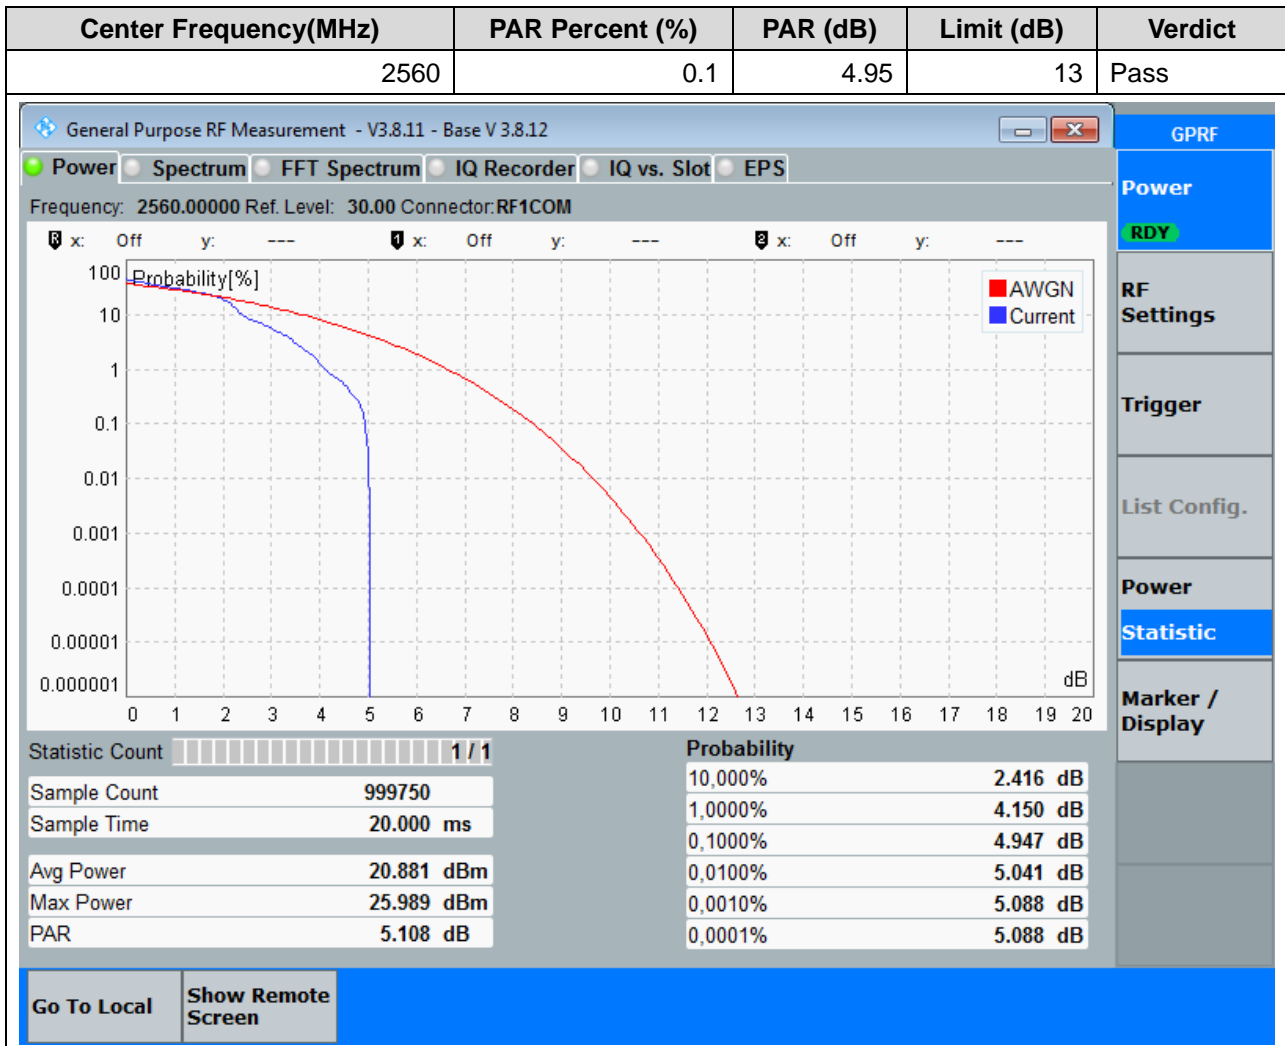 Center Frequency(MHz) PAR Percent (%) PAR (dB) Limit (dB) Verdict
2560 0.1 4.95 13 Pass
General Purpose RF Measurement - V3.8.11 - Base V 3.8.12
GPRF
Power Spectrum FFT Spectrum IQ Recorder IQ vs. Slot EPS
Frequency: 2560.00000 Ref. Level: 30.00 Connector: RF1COM
R x: Off y: --- 1 x: Off y: --- 2 x: Off y: ---
Probability[%]
100
10
1
0.1
0.01
0.001
0.0001
0.00001
0.000001
AWGN
Current
dB
0 1 2 3 4 5 6 7 8 9 10 11 12 13 14 15 16 17 18 19 20
Statistic Count 1 / 1
Sample Count 999750
Sample Time 20.000 ms
Avg Power 20.881 dBm
Max Power 25.989 dBm
PAR 5.108 dB
Probability
10,000% 2.416 dB
1,0000% 4.150 dB
0,1000% 4.947 dB
0,0100% 5.041 dB
0,0010% 5.088 dB
0,0001% 5.088 dB
Power
RDY
RF
Settings
Trigger
List Config.
Power
Statistic
Marker /
Display
Go To Local
Show Remote
Screen